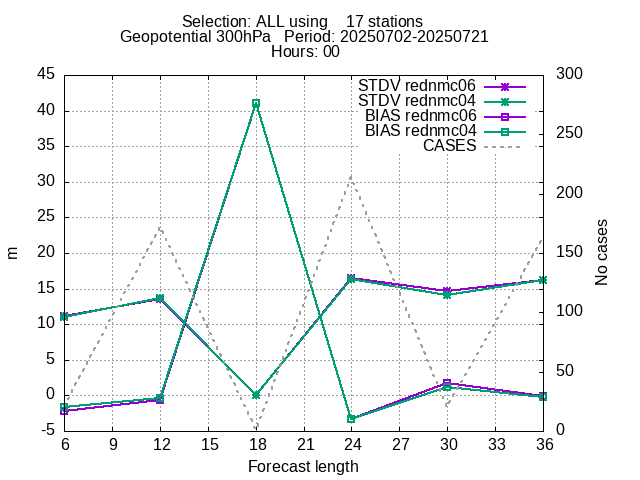 Selection: ALL using    17 stations
Geopotential 300hPa   Period: 20250702-20250721
Hours: 00
STDV rednmc06
STDV rednmc04
BIAS rednmc06
BIAS rednmc04
CASES
45
40
35
30
25
20
15
10
5
0
-5
m
300
250
200
150
100
50
0
No cases
6 9 12 15 18 21 24 27 30 33 36
Forecast length